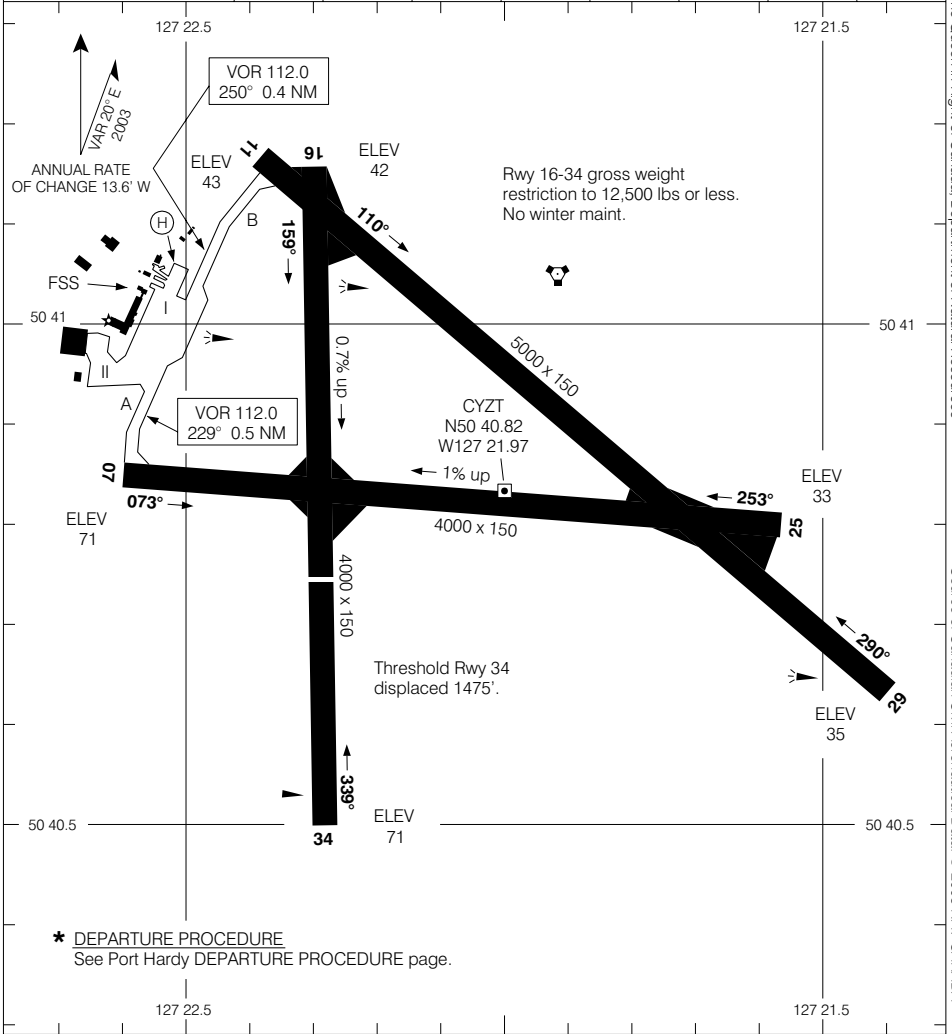 127 22.5
127 21.5
VOR 112.0
250° 0.4 NM
VAR 20° E
2003
ANNUAL RATE
OF CHANGE 13.6' W
11
16
ELEV
43
ELEV
42
Rwy 16-34 gross weight
restriction to 12,500 lbs or less.
No winter maint.
B
H
159°
110°
FSS
I
50 41
50 41
II
0.7% up
5000 x 150
A
VOR 112.0
229° 0.5 NM
CYZT
N50 40.82
W127 21.97
07
073°
1% up
253°
ELEV
33
25
ELEV
71
4000 x 150
4000 x 150
Threshold Rwy 34
displaced 1475'.
290°
29
ELEV
35
339°
ELEV
71
50 40.5
50 40.5
34
* DEPARTURE PROCEDURE
See Port Hardy DEPARTURE PROCEDURE page.
127 22.5
127 21.5